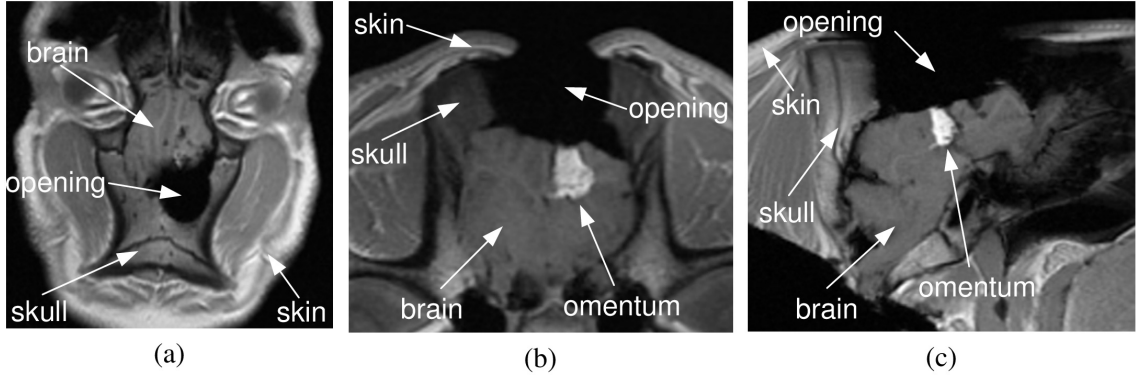 brain
opening
skull
skin
(a)
skin
opening
skull
brain
omentum
(b)
opening
skin
skull
brain
omentum
(c)